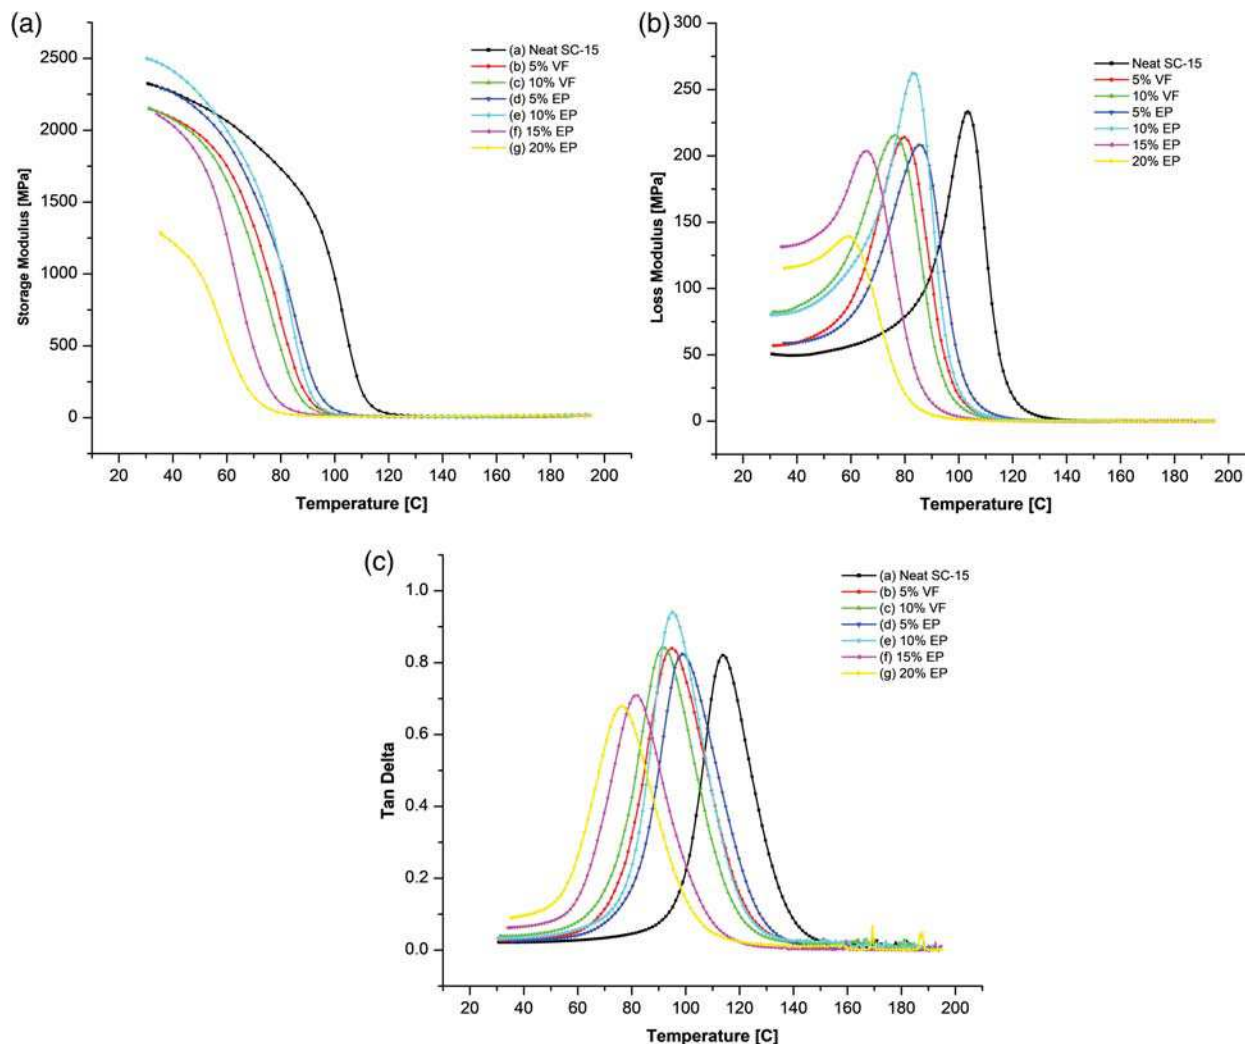 (a)
2500
2000
1500
1000
500
0
Storage Modulus [MPa]
(a) Neat SC-15
(b) 5% VF
(c) 10% VF
(d) 5% EP
(e) 10% EP
(f) 15% EP
(g) 20% EP
20 40 60 80 100 120 140 160 180 200
Temperature [C]
(b)
300
250
200
150
100
50
0
Loss Modulus [MPa]
Neat SC-15
5% VF
10% VF
5% EP
10% EP
15% EP
20% EP
20 40 60 80 100 120 140 160 180 200
Temperature [C]
(c)
1.0
0.8
0.6
0.4
0.2
0.0
Tan Delta
(a) Neat SC-15
(b) 5% VF
(c) 10% VF
(d) 5% EP
(e) 10% EP
(f) 15% EP
(g) 20% EP
20 40 60 80 100 120 140 160 180 200
Temperature [C]